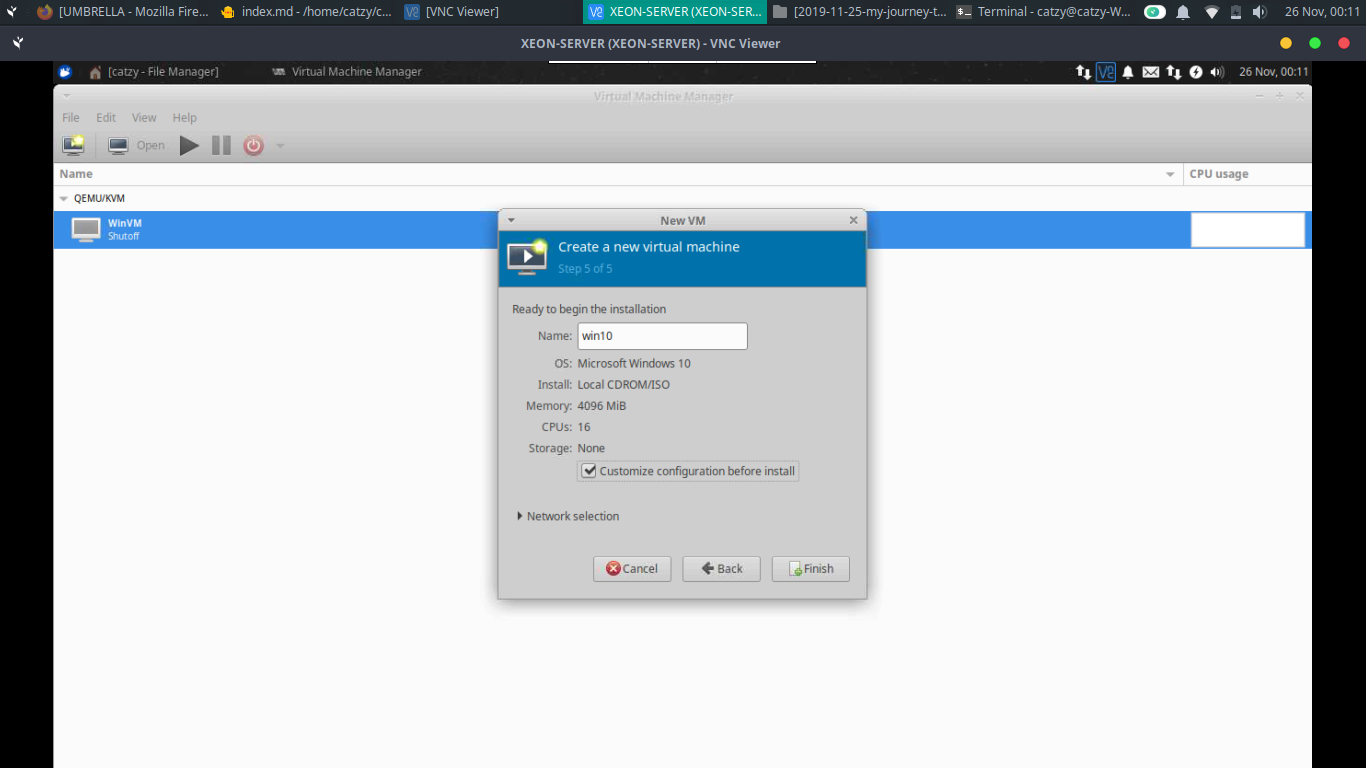 [UMBRELLA - Mozilla Fire... index.md - /home/catzy/c... [VNC Viewer] XEON-SERVER (XEON-SER... [2019-11-25-my-journey-t... Terminal - catzy@catzy-W... 26 Nov, 00:11
XEON-SERVER (XEON-SERVER) - VNC Viewer
[catzy - File Manager] Virtual Machine Manager 26 Nov, 00:11
Virtual Machine Manager
File Edit View Help
Open
Name CPU usage
QEMU/KVM
WinVM
Shutoff
New VM
Create a new virtual machine
Step 5 of 5
Ready to begin the installation
Name: win10
OS: Microsoft Windows 10
Install: Local CDROM/ISO
Memory: 4096 MiB
CPUs: 16
Storage: None
Customize configuration before install
Network selection
Cancel Back Finish